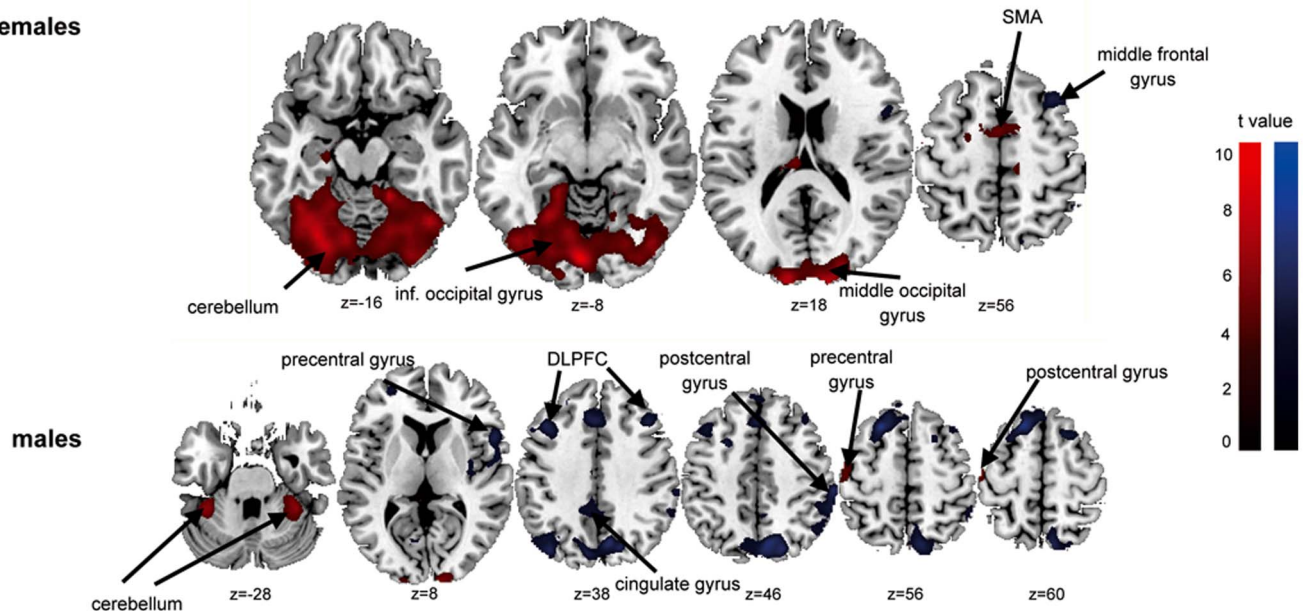 emales
SMA
middle frontal
gyrus
t value
10
8
6
4
2
0
cerebellum
z=-16
inf. occipital gyrus
z=-8
z=18
middle occipital
gyrus
z=56
males
precentral gyrus
DLPFC
postcentral
gyrus
precentral
gyrus
postcentral gyrus
cerebellum
z=-28
z=8
z=38
cingulate gyrus
z=46
z=56
z=60